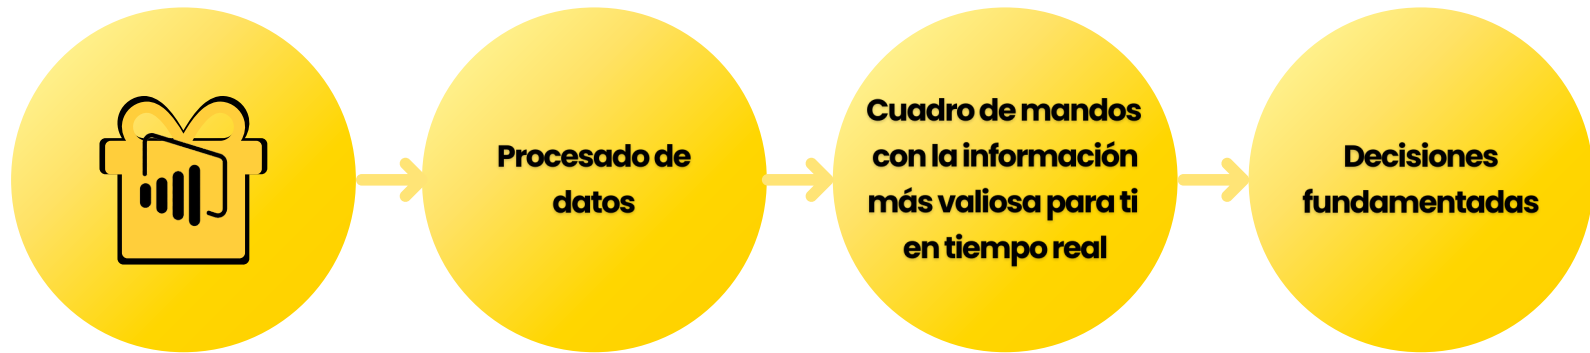 Procesado de
datos
Cuadro de mandos
con la información
más valiosa para ti
en tiempo real
Decisiones
fundamentadas